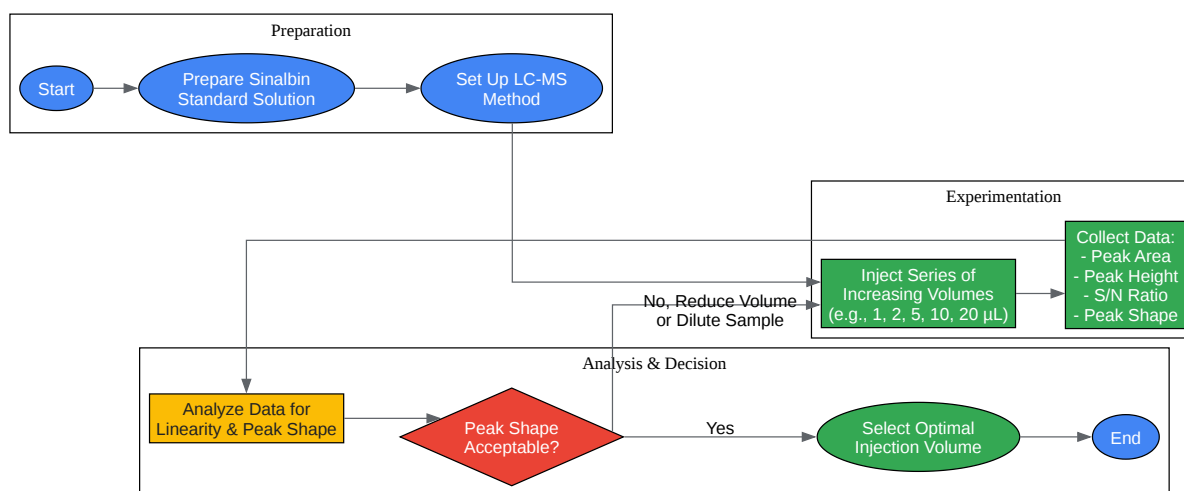 Preparation
Start
Prepare Sinalbin
Standard Solution
Set Up LC-MS
Method
Experimentation
Inject Series of
Increasing Volumes
(e.g., 1, 2, 5, 10, 20 µL)
Collect Data:
- Peak Area
- Peak Height
- S/N Ratio
- Peak Shape
No, Reduce Volume
or Dilute Sample
Analysis & Decision
Analyze Data for
Linearity & Peak Shape
Peak Shape
Acceptable?
Yes
Select Optimal
Injection Volume
End